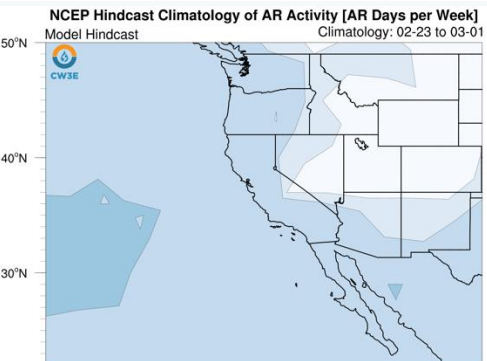 NCEP Hindcast Climatology of AR Activity [AR Days per Week]
Model Hindcast
Climatology: 02-23 to 03-01
50°N
CW3E
40°N
30°N